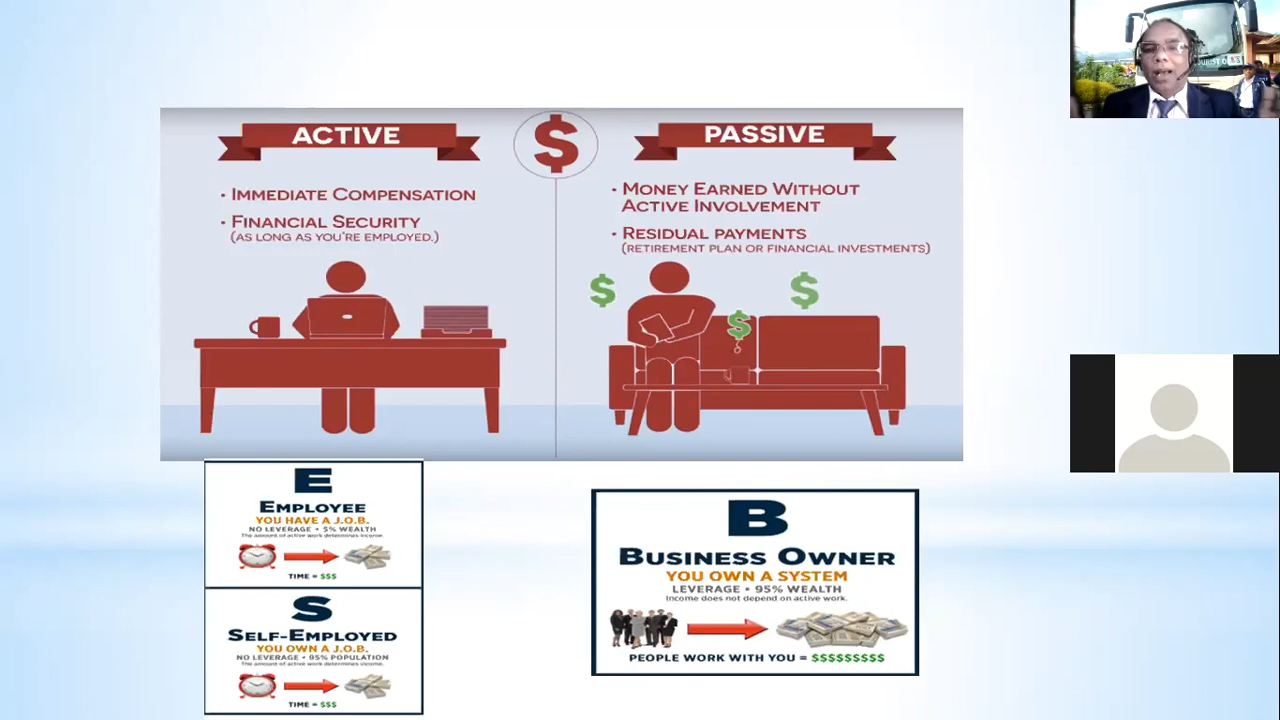 ACTIVE
• IMMEDIATE COMPENSATION
• FINANCIAL SECURITY
(AS LONG AS YOU'RE EMPLOYED.)
$
PASSIVE
• MONEY EARNED WITHOUT
ACTIVE INVOLVEMENT
• RESIDUAL PAYMENTS
(RETIREMENT PLAN OR FINANCIAL INVESTMENTS)
$
$
$
E
EMPLOYEE
YOU HAVE A J.O.B.
NO LEVERAGE • 5% WEALTH
The amount of active work determines income.
TIME = $$$
S
SELF-EMPLOYED
YOU OWN A J.O.B.
NO LEVERAGE • 95% POPULATION
The amount of active work determines income.
TIME = $$$
B
BUSINESS OWNER
YOU OWN A SYSTEM
LEVERAGE • 95% WEALTH
Income does not depend on active work.
PEOPLE WORK WITH YOU = $$$$$$$$$